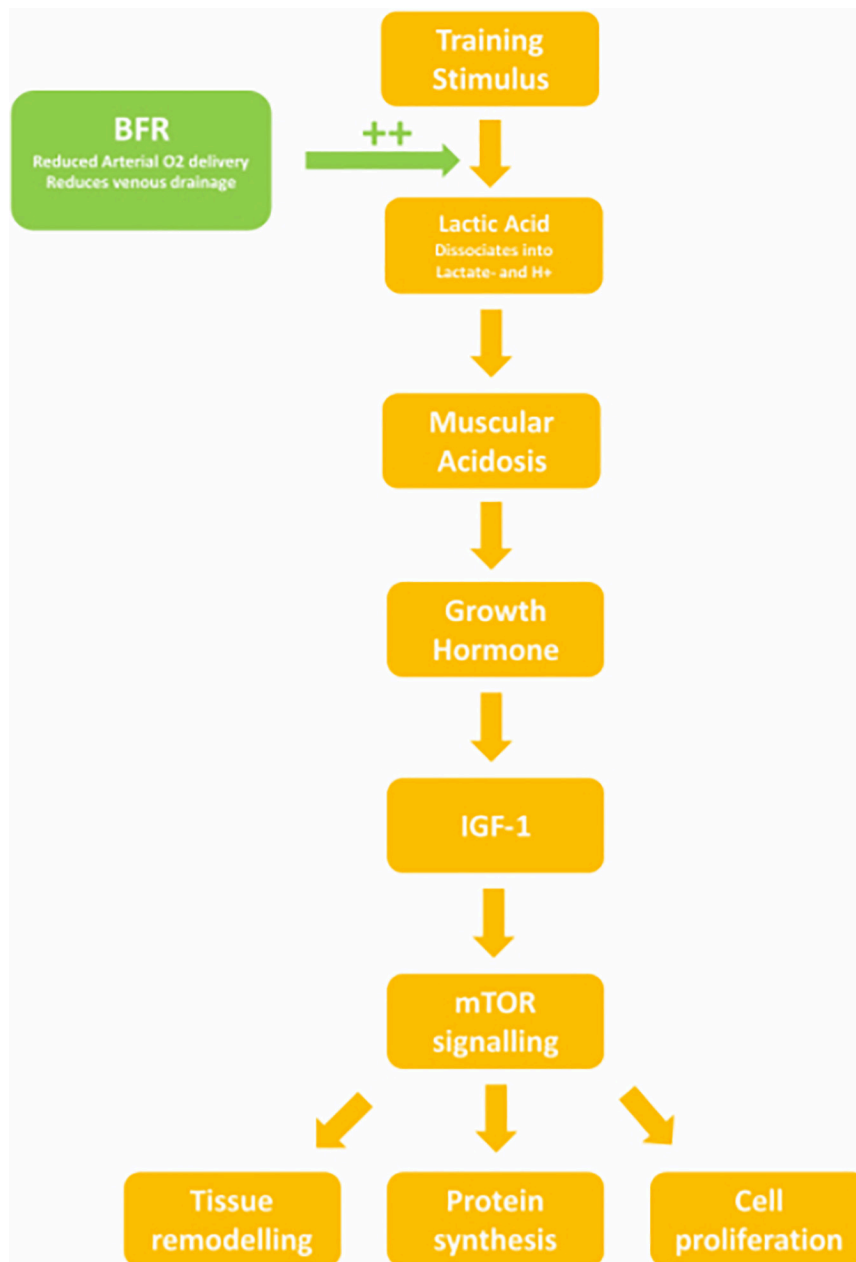 Training
Stimulus
BFR
Reduced Arterial O2 delivery
Reduces venous drainage
++
Lactic Acid
Dissociates into
Lactate- and H+
Muscular
Acidosis
Growth
Hormone
IGF-1
mTOR
signalling
Tissue
remodelling
Protein
synthesis
Cell
proliferation